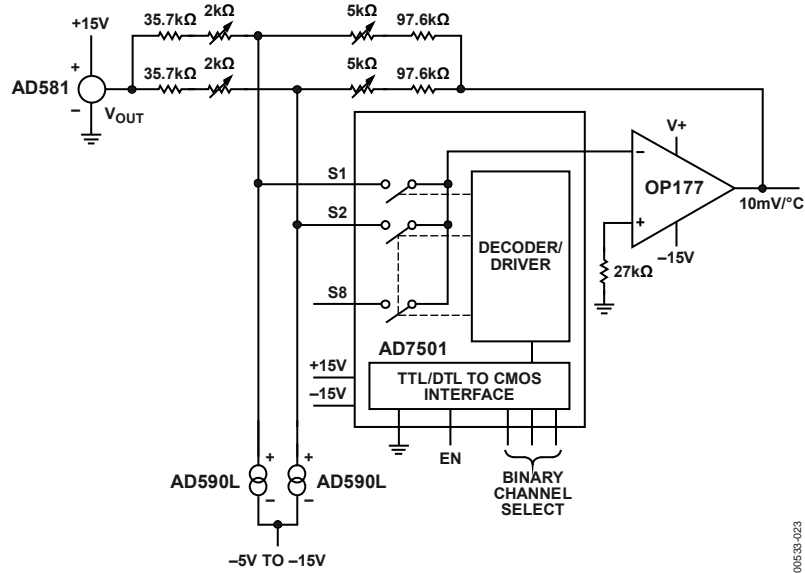 +15V
35.7kΩ
2kΩ
5kΩ
97.6kΩ
35.7kΩ
2kΩ
5kΩ
97.6kΩ
+
AD581
–
VOUT
S1
S2
S8
DECODER/
DRIVER
AD7501
+15V
–15V
TTL/DTL TO CMOS
INTERFACE
EN
BINARY
CHANNEL
SELECT
V+
–
OP177
+
–15V
27kΩ
10mV/°C
+
+
AD590L
AD590L
–
–
–5V TO –15V
00533-023